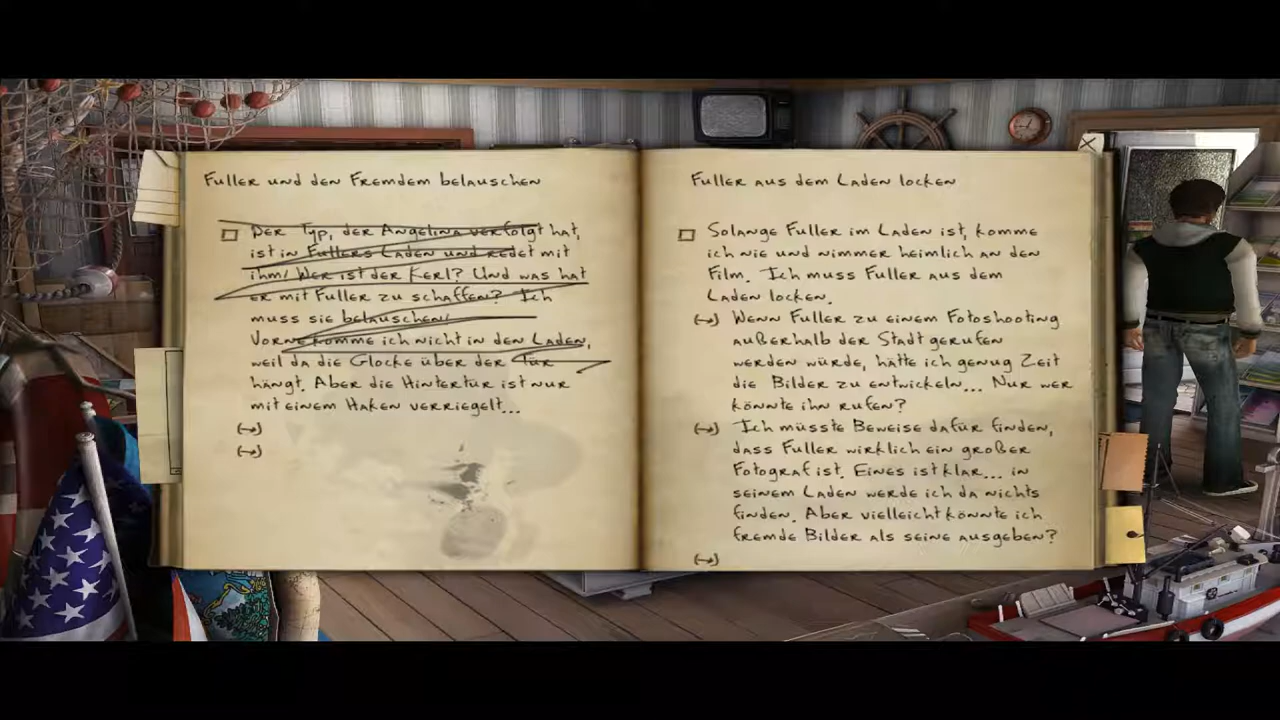 Fuller und den Fremdem belauschen
Der Typ, der Angelina verfolgt hat,
ist in Fullers Laden und redet mit
ihm! Wer ist der Kerl? Und was hat
er mit Fuller zu schaffen? Ich
muss sie belauschen!
Vorne komme ich nicht in den Laden,
weil da die Glocke über der Tür
hängt. Aber die Hintertür ist nur
mit einem Haken verriegelt...
Fuller aus dem Laden locken
Solange Fuller im Laden ist, komme
ich nie und nimmer heimlich an den
Film. Ich muss Fuller aus dem
Laden locken.
Wenn Fuller zu einem Fotoshooting
außerhalb der Stadt gerufen
werden würde, hätte ich genug Zeit
die Bilder zu entwickeln... Nur wer
könnte ihn rufen?
Ich müsste Beweise dafür finden,
dass Fuller wirklich ein großer
Fotograf ist. Eines ist klar... in
seinem Laden werde ich da nichts
finden. Aber vielleicht könnte ich
fremde Bilder als seine ausgeben?